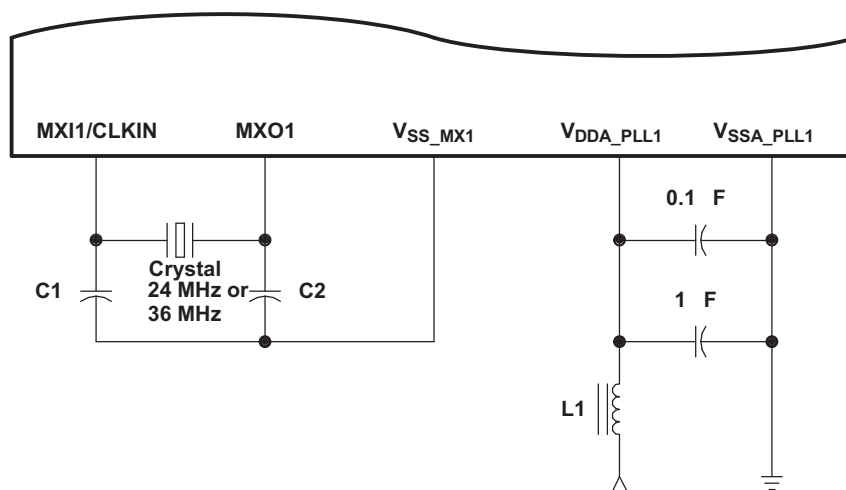 MXI1/CLKIN MXO1 VSS_MX1 VDDA_PLL1 VSSA_PLL1
0.1 F
Crystal
C1 24 MHz or C2
36 MHz
1 F
L1